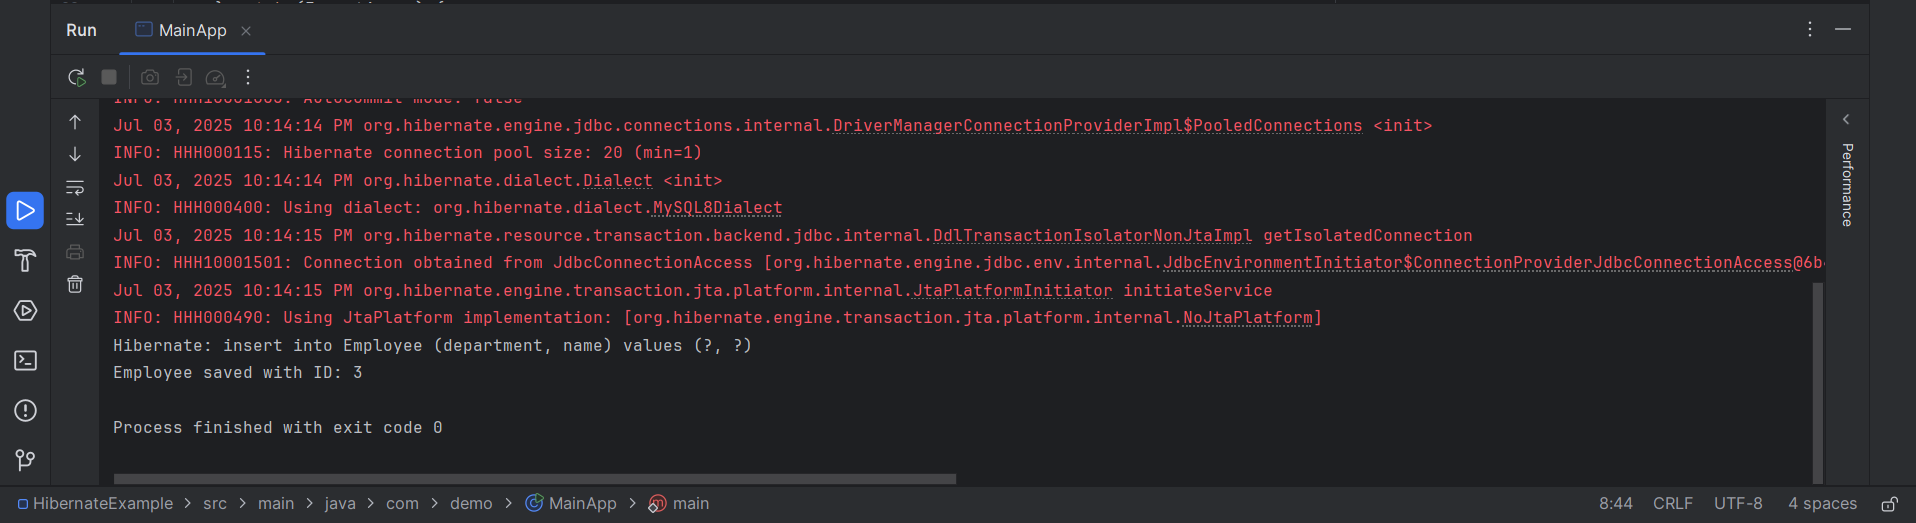 Run MainApp
INFO: HHH10001003: Autocommit mode: false
Jul 03, 2025 10:14:14 PM org.hibernate.engine.jdbc.connections.internal.DriverManagerConnectionProviderImpl$PooledConnections <init>
INFO: HHH000115: Hibernate connection pool size: 20 (min=1)
Jul 03, 2025 10:14:14 PM org.hibernate.dialect.Dialect <init>
INFO: HHH000400: Using dialect: org.hibernate.dialect.MySQL8Dialect
Jul 03, 2025 10:14:15 PM org.hibernate.resource.transaction.backend.jdbc.internal.DdlTransactionIsolatorNonJtaImpl getIsolatedConnection
INFO: HHH10001501: Connection obtained from JdbcConnectionAccess [org.hibernate.engine.jdbc.env.internal.JdbcEnvironmentInitiator$ConnectionProviderJdbcConnectionAccess@6b
Jul 03, 2025 10:14:15 PM org.hibernate.engine.transaction.jta.platform.internal.JtaPlatformInitiator initiateService
INFO: HHH000490: Using JtaPlatform implementation: [org.hibernate.engine.transaction.jta.platform.internal.NoJtaPlatform]
Hibernate: insert into Employee (department, name) values (?, ?)
Employee saved with ID: 3
Process finished with exit code 0
Performance
HibernateExample > src > main > java > com > demo > MainApp > main 8:44 CRLF UTF-8 4 spaces